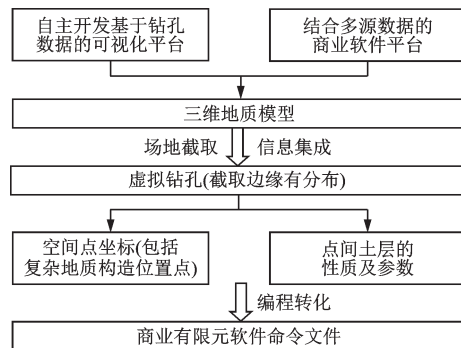 自主开发基于钻孔
数据的可视化平台
结合多源数据的
商业软件平台
三维地质模型
场地截取
信息集成
虚拟钻孔(截取边缘有分布)
空间点坐标(包括
复杂地质构造位置点)
点间土层的
性质及参数
编程转化
商业有限元软件命令文件